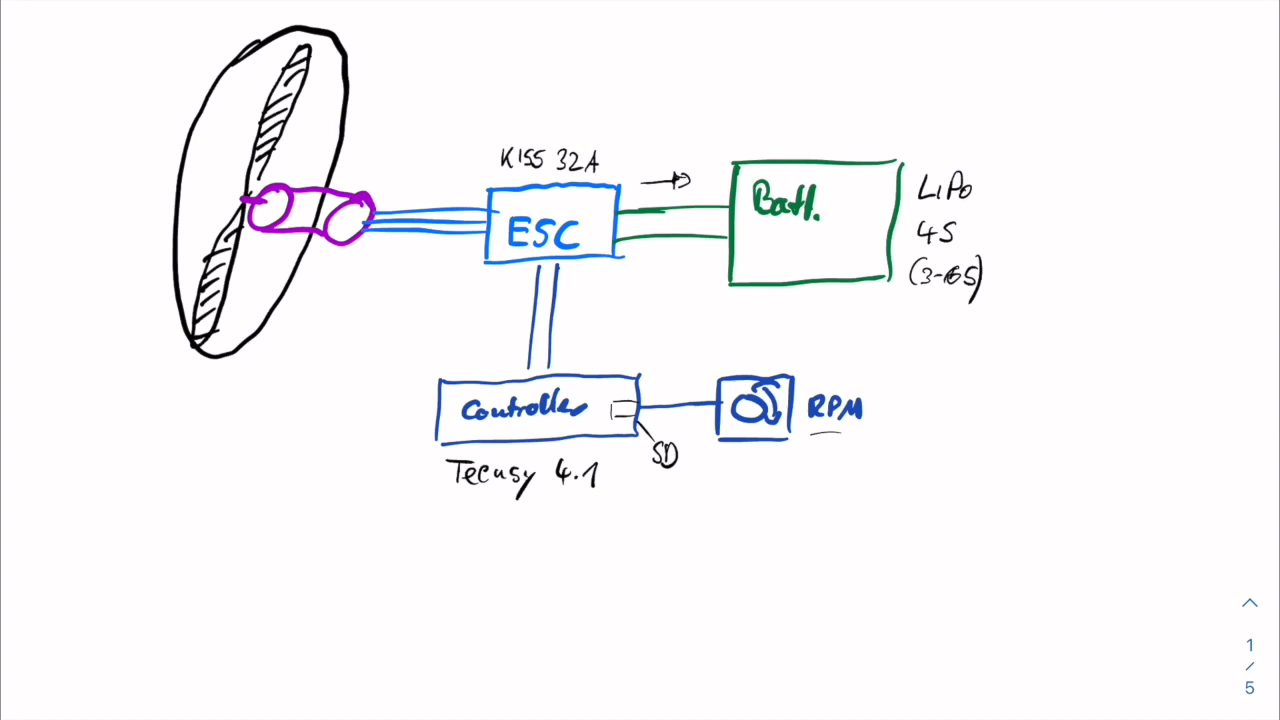 KISS 32A
ESC
Batt.
LiPo
4S
(3-6S)
Controller
SD
RPM
Teensy 4.1
1
/
5